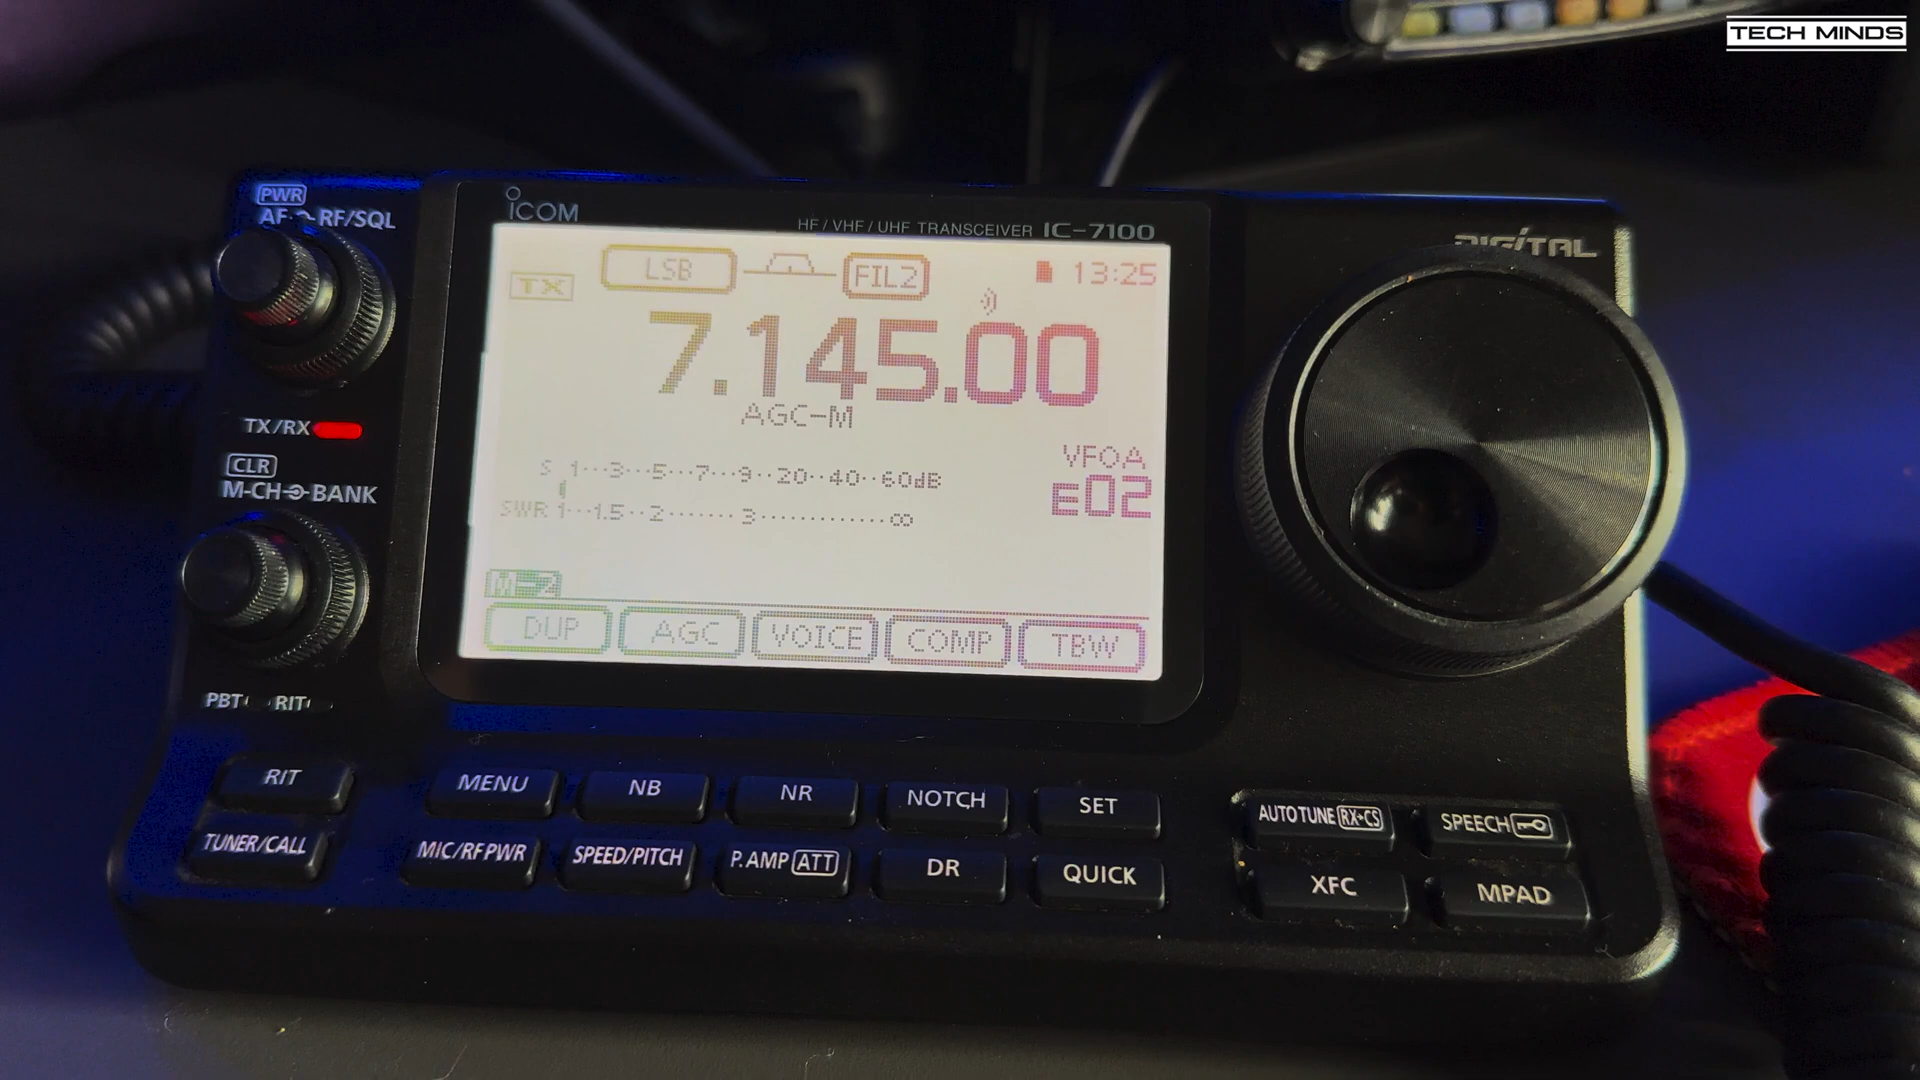 TECH MINDS
PWR
AF RF/SQL
ICOM
HF/VHF/UHF TRANSCEIVER IC-7100
DIGITAL
TX
LSB
FIL2
13:25
7.145.00
AGC-M
TX/RX
CLR
M-CH BANK
S 1···3···5···7···9··20··40··60dB
SWR 1···1.5··2·······3············∞
VFOA
E02
M-2
DUP AGC VOICE COMP TBW
PBT RIT
RIT MENU NB NR NOTCH SET AUTOTUNE RX→CS SPEECH
TUNER/CALL MIC/RF PWR SPEED/PITCH P.AMP ATT DR QUICK XFC MPAD